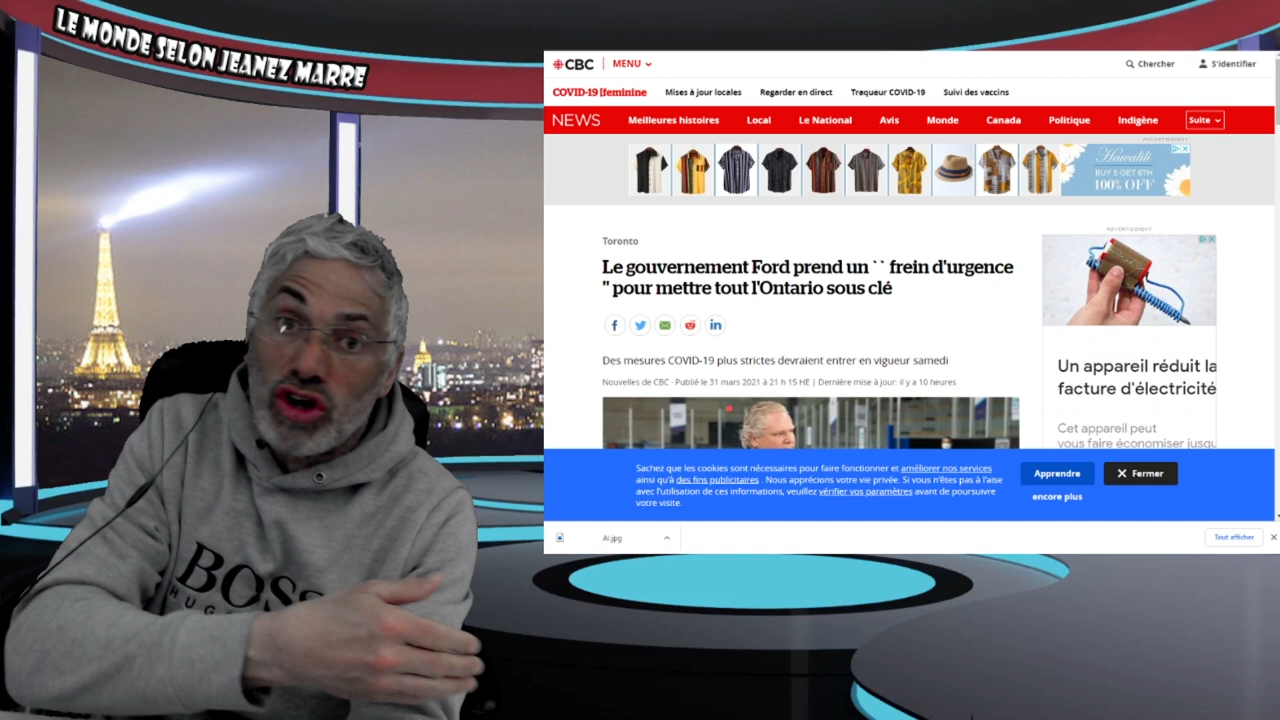 LE MONDE SELON JEANEZ MARRE
CBC MENU
Chercher S'identifier
COVID-19 [feminine Mises à jour locales Regarder en direct Traqueur COVID-19 Suivi des vaccins
NEWS Meilleures histoires Local Le National Avis Monde Canada Politique Indigène Suite
ADVERTISEMENT
Hawalili
BUY 5 GET 6TH
100% OFF
Toronto
Le gouvernement Ford prend un `` frein d'urgence
" pour mettre tout l'Ontario sous clé
Des mesures COVID-19 plus strictes devraient entrer en vigueur samedi
Nouvelles de CBC · Publié le 31 mars 2021 à 21 h 15 HE | Dernière mise à jour: il y a 10 heures
ADVERTISEMENT
Un appareil réduit la
facture d'électricité
Cet appareil peut
vous faire économiser jusqu
Sachez que les cookies sont nécessaires pour faire fonctionner et améliorer nos services
ainsi qu'à des fins publicitaires . Nous apprécions votre vie privée. Si vous n'êtes pas à l'aise
avec l'utilisation de ces informations, veuillez vérifier vos paramètres avant de poursuivre
votre visite.
Apprendre
encore plus
Fermer
AI.jpg
Tout afficher
BOSS
HUG